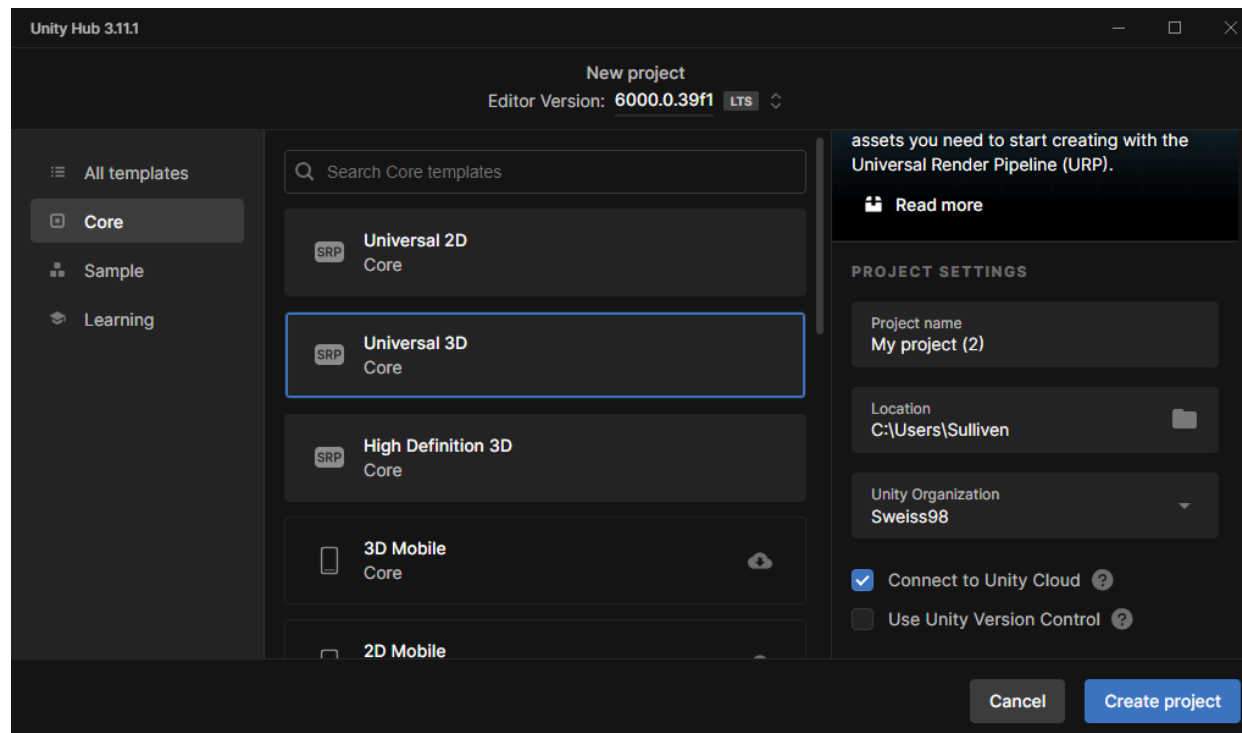 Unity Hub 3.11.1
New project
Editor Version: 6000.0.39f1 LTS
All templates
Core
Sample
Learning
Search Core templates
SRP
Universal 2D
Core
SRP
Universal 3D
Core
SRP
High Definition 3D
Core
3D Mobile
Core
2D Mobile
assets you need to start creating with the
Universal Render Pipeline (URP).
Read more
PROJECT SETTINGS
Project name
My project (2)
Location
C:\Users\Sulliven
Unity Organization
Sweiss98
Connect to Unity Cloud ?
Use Unity Version Control ?
Cancel
Create project